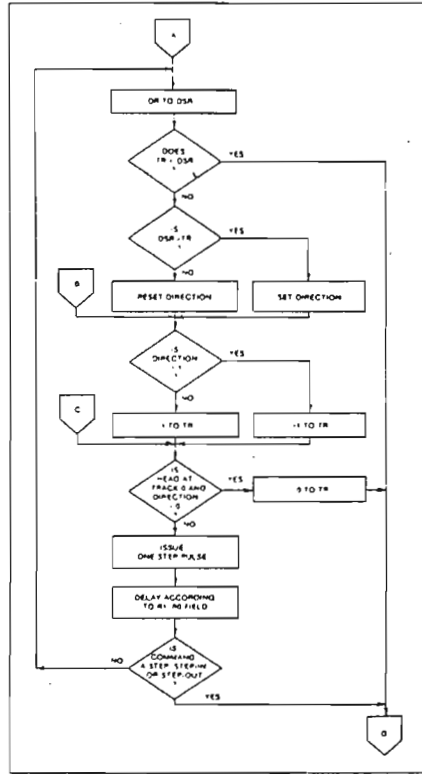 A
DR TO DSR
DOES
TR = DSR
?
YES
NO
IS
DSR > TR
?
YES
NO
B
RESET DIRECTION
SET DIRECTION
IS
DIRECTION
= 1
?
YES
NO
C
-1 TO TR
+1 TO TR
IS
HEAD AT
TRACK 0 AND
DIRECTION
= 0
?
YES
0 TO TR
NO
ISSUE
ONE STEP PULSE
DELAY ACCORDING
TO R1, R0 FIELD
IS
COMMAND
A STEP, STEP-IN
OR STEP-OUT
?
NO
YES